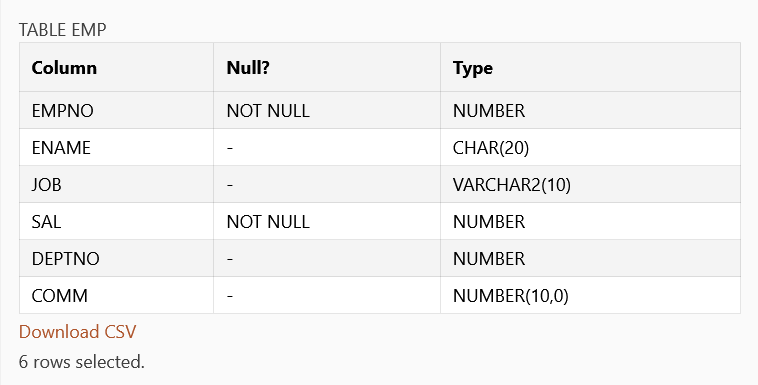 TABLE EMP
Column Null? Type
EMPNO NOT NULL NUMBER
ENAME - CHAR(20)
JOB - VARCHAR2(10)
SAL NOT NULL NUMBER
DEPTNO - NUMBER
COMM - NUMBER(10,0)
Download CSV
6 rows selected.